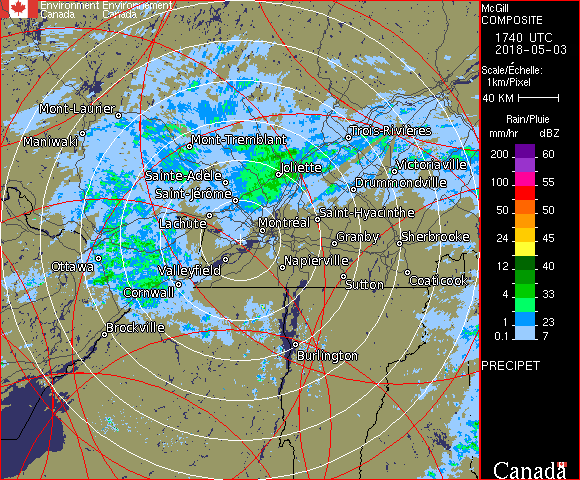 Environment Environnement
Canada Canada
McGill
COMPOSITE
1740 UTC
2018-05-03
Scale/Échelle:
1km/Pixel
40 KM
Rain/Pluie
mm/hr dBZ
200 60
150 55
100 55
50 50
24 45
12 40
4 33
1 23
0.1 7
PRECIPET
Canada
Mont-Laurier
Maniwaki
Mont-Tremblant
Trois-Rivières
Joliette
Victoriaville
Sainte-Adèle
Drummondville
Saint-Jérôme
Saint-Hyacinthe
Lachute
Montréal
Granby
Sherbrooke
Ottawa
Valleyfield
Napierville
Cornwall
Sutton
Coaticook
Brockville
Burlington